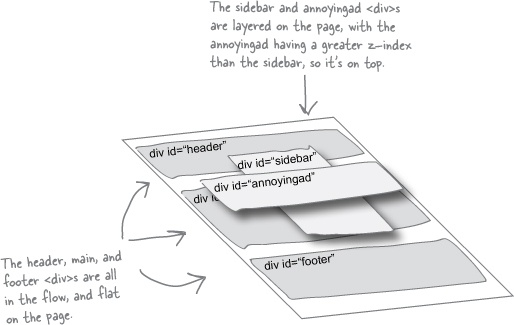 The sidebar and annoyingad <div>s
are layered on the page, with the
annoyingad having a greater z-index
than the sidebar, so it's on top.
div id="header"
div id="sidebar"
div id="annoyingad"
div i
div id="footer"
The header, main, and
footer <div>s are all
in the flow, and flat
on the page.